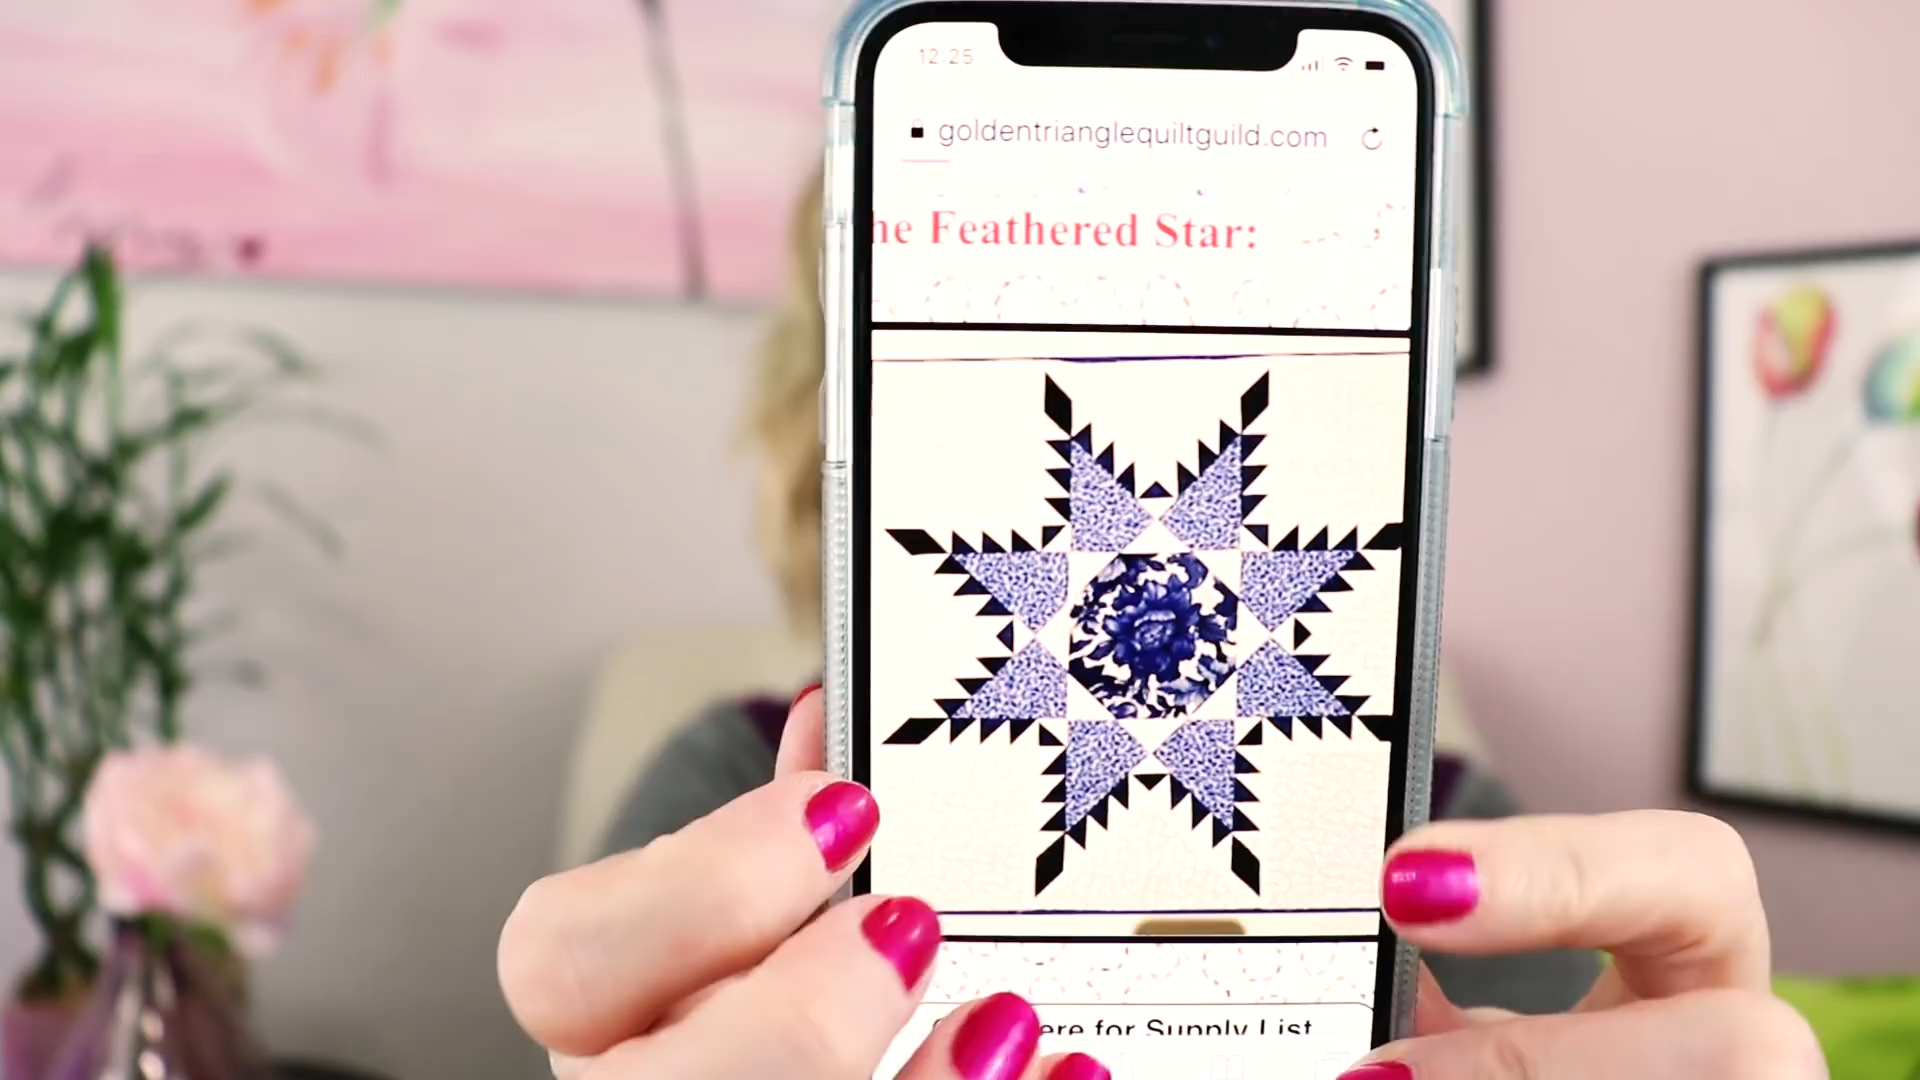 12:25
goldentrianglequiltguild.com
he Feathered Star:
ere for Supply List